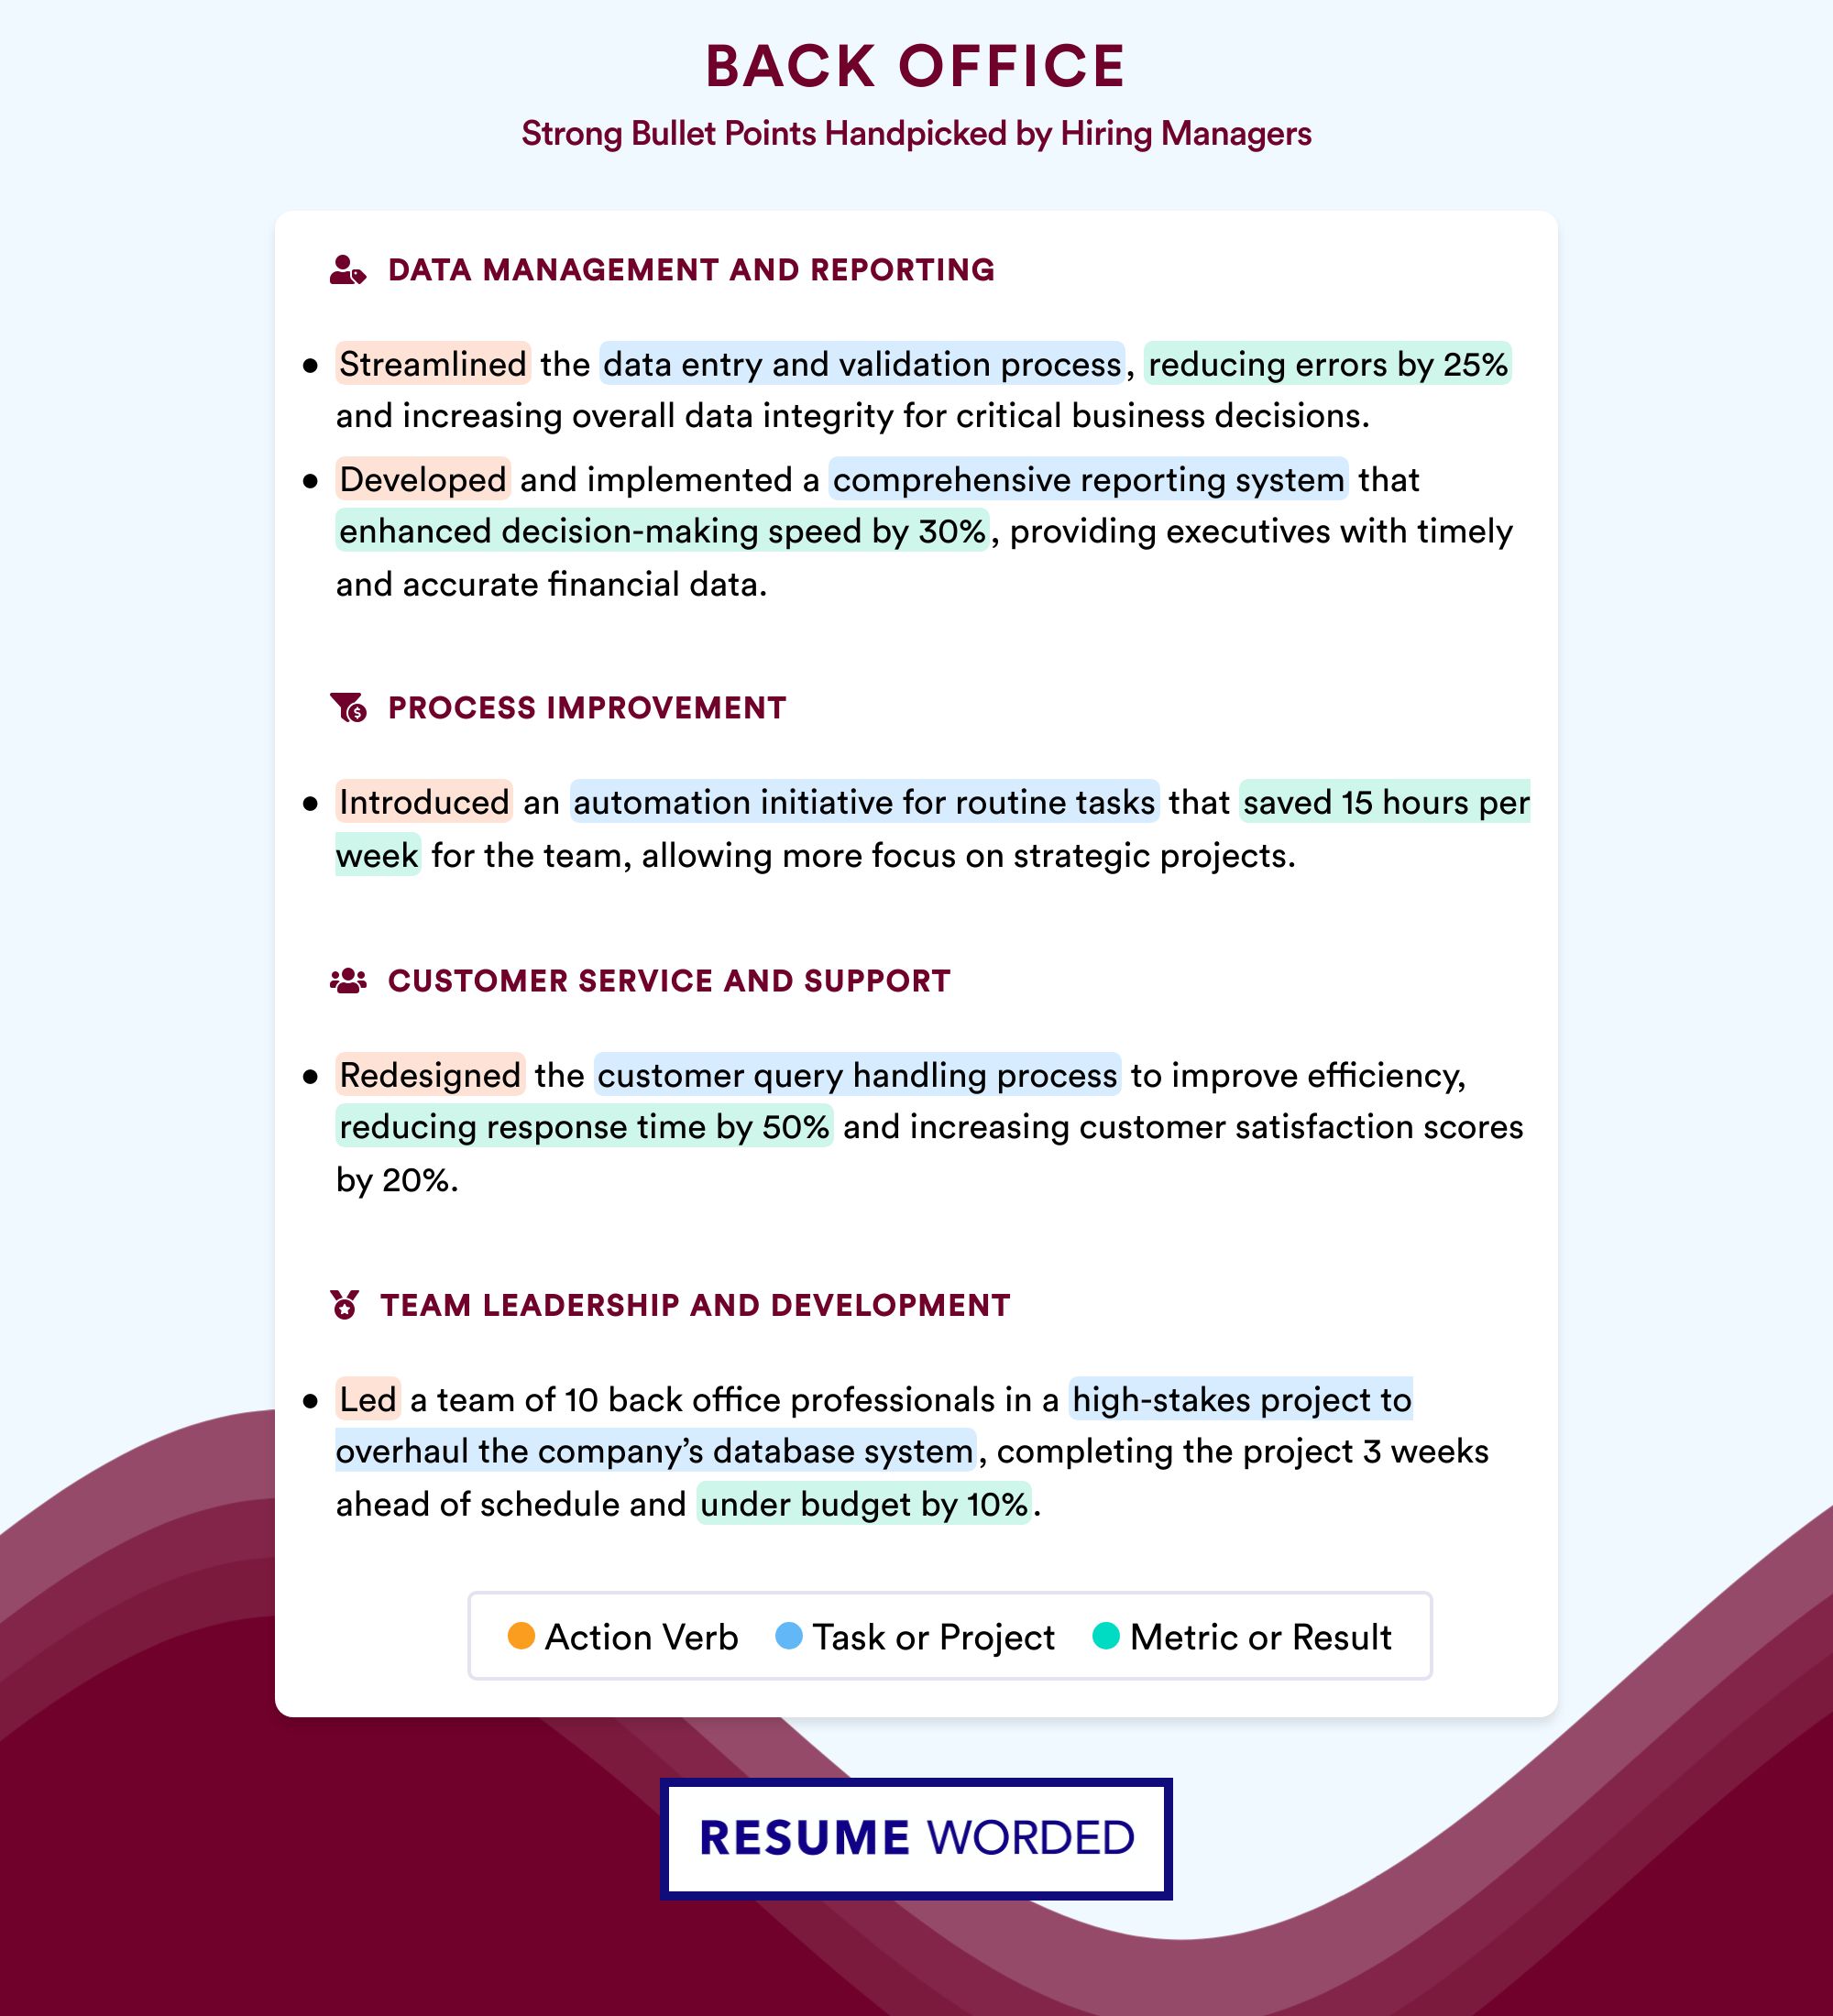 BACK OFFICE
Strong Bullet Points Handpicked by Hiring Managers
DATA MANAGEMENT AND REPORTING
● Streamlined the data entry and validation process, reducing errors by 25%
and increasing overall data integrity for critical business decisions.
● Developed and implemented a comprehensive reporting system that
enhanced decision-making speed by 30%, providing executives with timely
and accurate financial data.
PROCESS IMPROVEMENT
● Introduced an automation initiative for routine tasks that saved 15 hours per
week for the team, allowing more focus on strategic projects.
CUSTOMER SERVICE AND SUPPORT
● Redesigned the customer query handling process to improve efficiency,
reducing response time by 50% and increasing customer satisfaction scores
by 20%.
TEAM LEADERSHIP AND DEVELOPMENT
● Led a team of 10 back office professionals in a high-stakes project to
overhaul the company’s database system, completing the project 3 weeks
ahead of schedule and under budget by 10%.
Action Verb Task or Project Metric or Result
RESUME WORDED